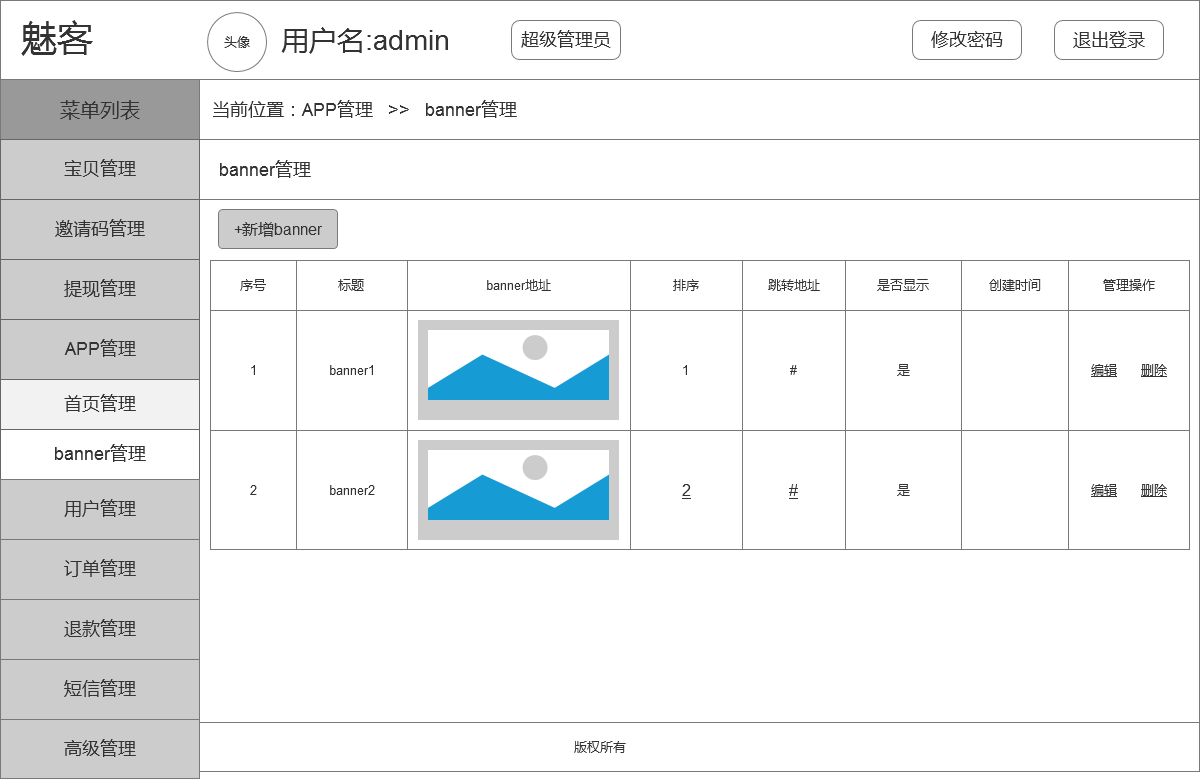 魅客
头像
用户名:admin
超级管理员
修改密码
退出登录
菜单列表
宝贝管理
邀请码管理
提现管理
APP管理
首页管理
banner管理
用户管理
订单管理
退款管理
短信管理
高级管理
当前位置：APP管理 >> banner管理
banner管理
+新增banner
序号 标题 banner地址 排序 跳转地址 是否显示 创建时间 管理操作
1 banner1 1 # 是 编辑 删除
2 banner2 2 # 是 编辑 删除
版权所有